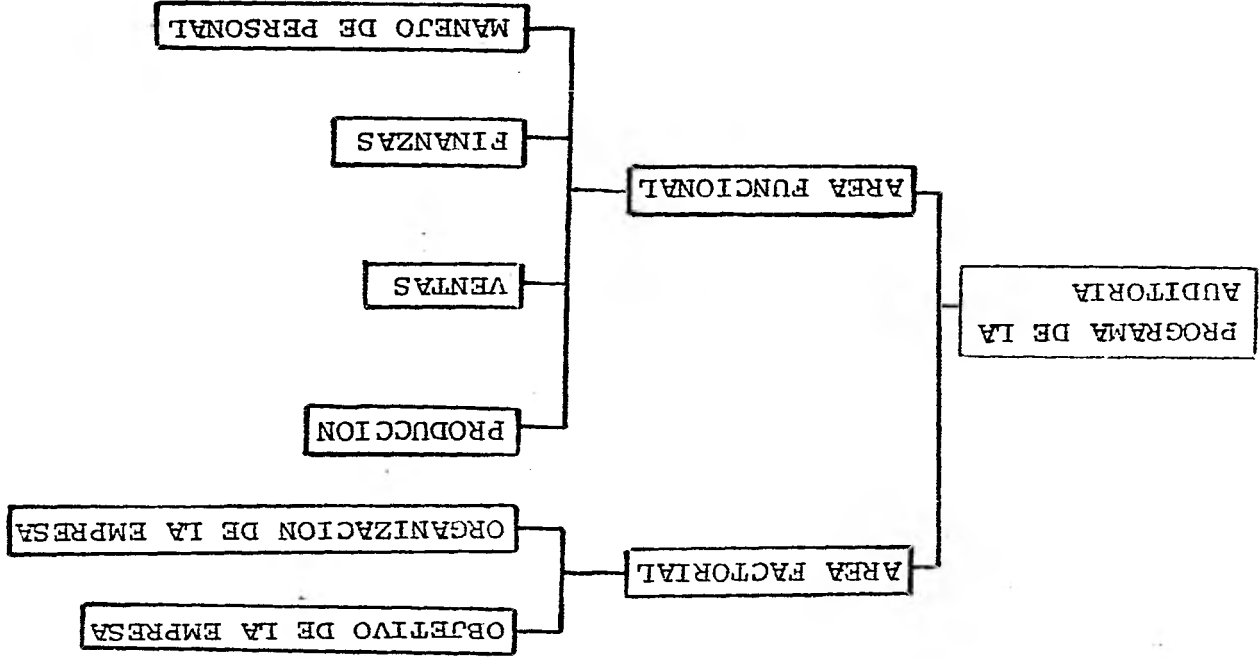 PROGRAMA DE LA
AUDITORIA
AREA FACTORIAL
OBJETIVO DE LA EMPRESA
ORGANIZACION DE LA EMPRESA
AREA FUNCIONAL
PRODUCCION
VENTAS
FINANZAS
MANEJO DE PERSONAL